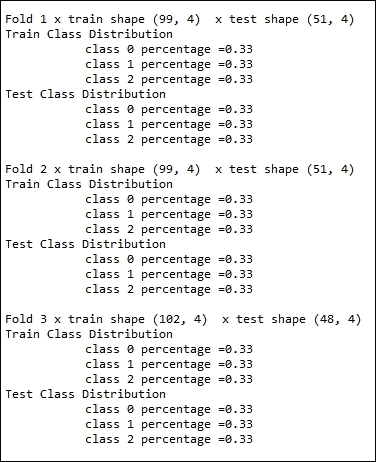 Fold 1 x train shape (99, 4)  x test shape (51, 4)
Train Class Distribution
class 0 percentage =0.33
class 1 percentage =0.33
class 2 percentage =0.33
Test Class Distribution
class 0 percentage =0.33
class 1 percentage =0.33
class 2 percentage =0.33
Fold 2 x train shape (99, 4)  x test shape (51, 4)
Train Class Distribution
class 0 percentage =0.33
class 1 percentage =0.33
class 2 percentage =0.33
Test Class Distribution
class 0 percentage =0.33
class 1 percentage =0.33
class 2 percentage =0.33
Fold 3 x train shape (102, 4)  x test shape (48, 4)
Train Class Distribution
class 0 percentage =0.33
class 1 percentage =0.33
class 2 percentage =0.33
Test Class Distribution
class 0 percentage =0.33
class 1 percentage =0.33
class 2 percentage =0.33